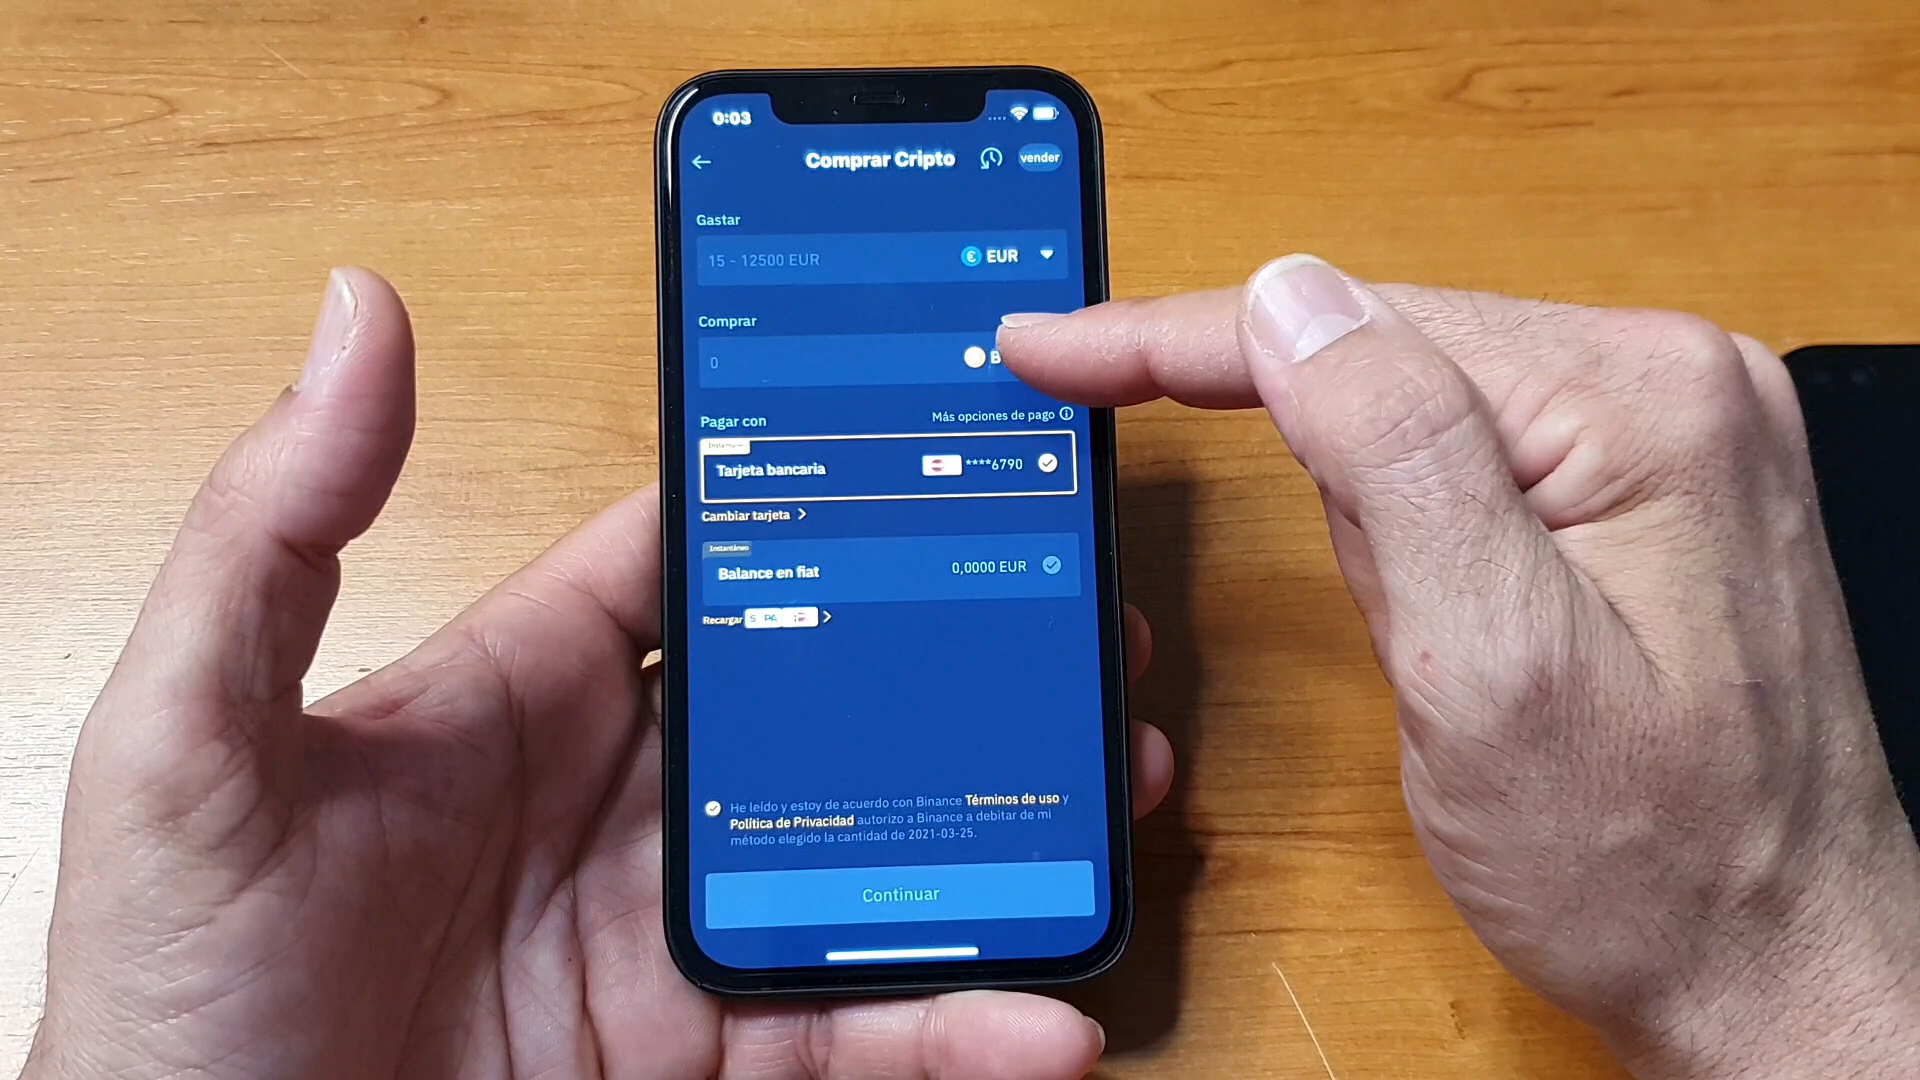 0:03
Comprar Cripto
vender
Gastar
15 - 12500 EUR
€ EUR
Comprar
0
B
Pagar con
Más opciones de pago
Instantáneo
Tarjeta bancaria
****6790
Cambiar tarjeta >
Instantáneo
Balance en fiat
0,0000 EUR
Recargar
>
He leído y estoy de acuerdo con Binance Términos de uso y
Política de Privacidad autorizo a Binance a debitar de mi
método elegido la cantidad de 2021-03-25.
Continuar